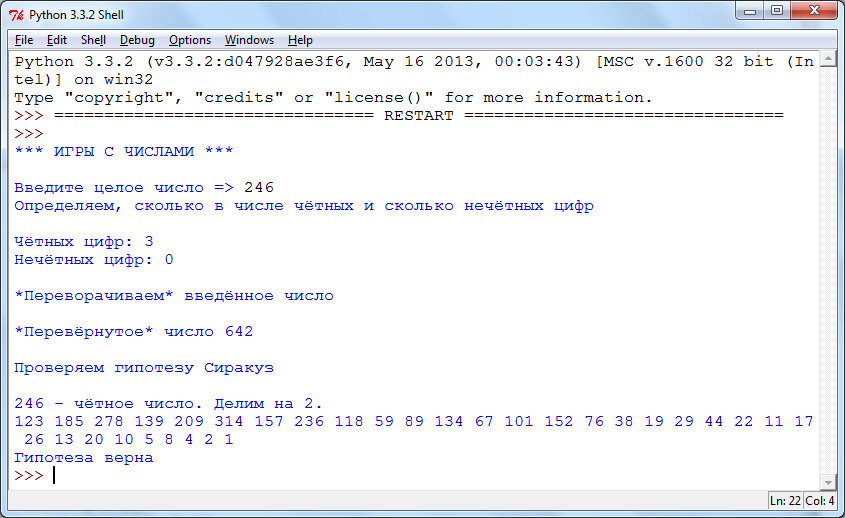 Python 3.3.2 Shell
File Edit Shell Debug Options Windows Help
Python 3.3.2 (v3.3.2:d047928ae3f6, May 16 2013, 00:03:43) [MSC v.1600 32 bit (In
tel)] on win32
Type "copyright", "credits" or "license()" for more information.
>>> ================================ RESTART ================================
>>>
*** ИГРЫ С ЧИСЛАМИ ***
Введите целое число => 246
Определяем, сколько в числе чётных и сколько нечётных цифр
Чётных цифр: 3
Нечётных цифр: 0
*Переворачиваем* введённое число
*Перевёрнутое* число 642
Проверяем гипотезу Сиракуз
246 - чётное число. Делим на 2.
123 185 278 139 209 314 157 236 118 59 89 134 67 101 152 76 38 19 29 44 22 11 17
26 13 20 10 5 8 4 2 1
Гипотеза верна
>>>
Ln: 22 Col: 4